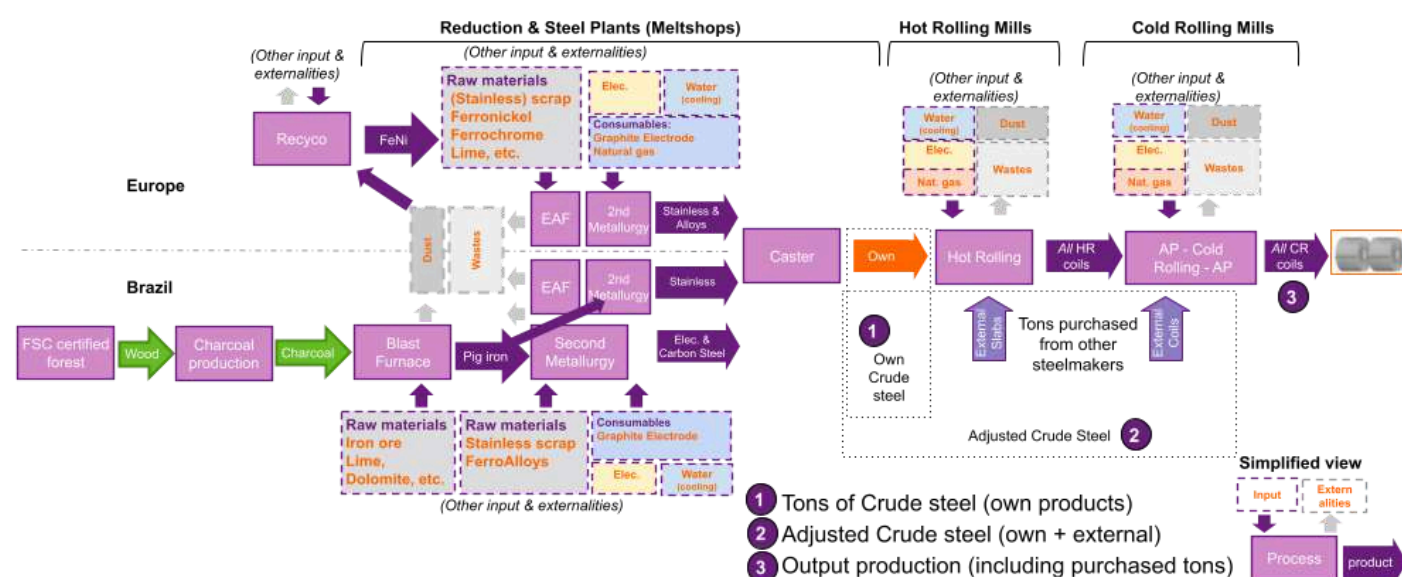 Reduction & Steel Plants (Meltshops)
Hot Rolling Mills
Cold Rolling Mills
(Other input &
externalities)
(Other input & externalities)
(Other input &
externalities)
(Other input &
externalities)
Recyco
FeNi
Raw materials
(Stainless) scrap
Ferronickel
Ferrochrome
Lime, etc.
Elec.
Water
(cooling)
Consumables:
Graphite Electrode
Natural gas
Water
(cooling)
Dust
Elec.
Wastes
Nat. gas
Water
(cooling)
Dust
Elec.
Wastes
Nat. gas
Europe
Dust
Wastes
EAF
2nd
Metallurgy
Stainless &
Alloys
Caster
Own
Hot Rolling
All HR
coils
AP - Cold
Rolling - AP
All CR
coils
3
Brazil
EAF
2nd
Metallurgy
Stainless
FSC certified
forest
Wood
Charcoal
production
Charcoal
Blast
Furnace
Pig iron
Second
Metallurgy
Elec. &
Carbon Steel
1
Own
Crude
steel
External
Slabs
Tons purchased
from other
steelmakers
External
Coils
Raw materials
Iron ore
Lime,
Dolomite, etc.
Raw materials
Stainless scrap
FerroAlloys
Consumables
Graphite Electrode
Elec.
Water
(cooling)
(Other input & externalities)
Adjusted Crude Steel 2
1 Tons of Crude steel (own products)
2 Adjusted Crude steel (own + external)
3 Output production (including purchased tons)
Simplified view
Input
Extern
alities
Process
product